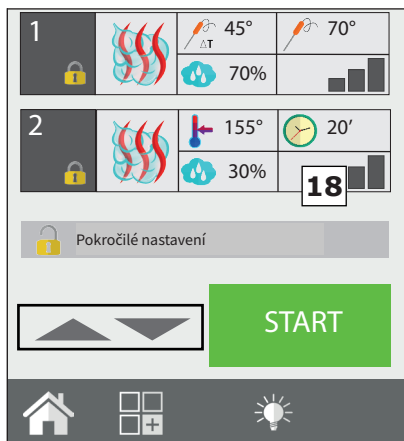 1 45° 70°
ΔT
70%
2 155° 20′
30%
18
Pokročilé nastavení
START